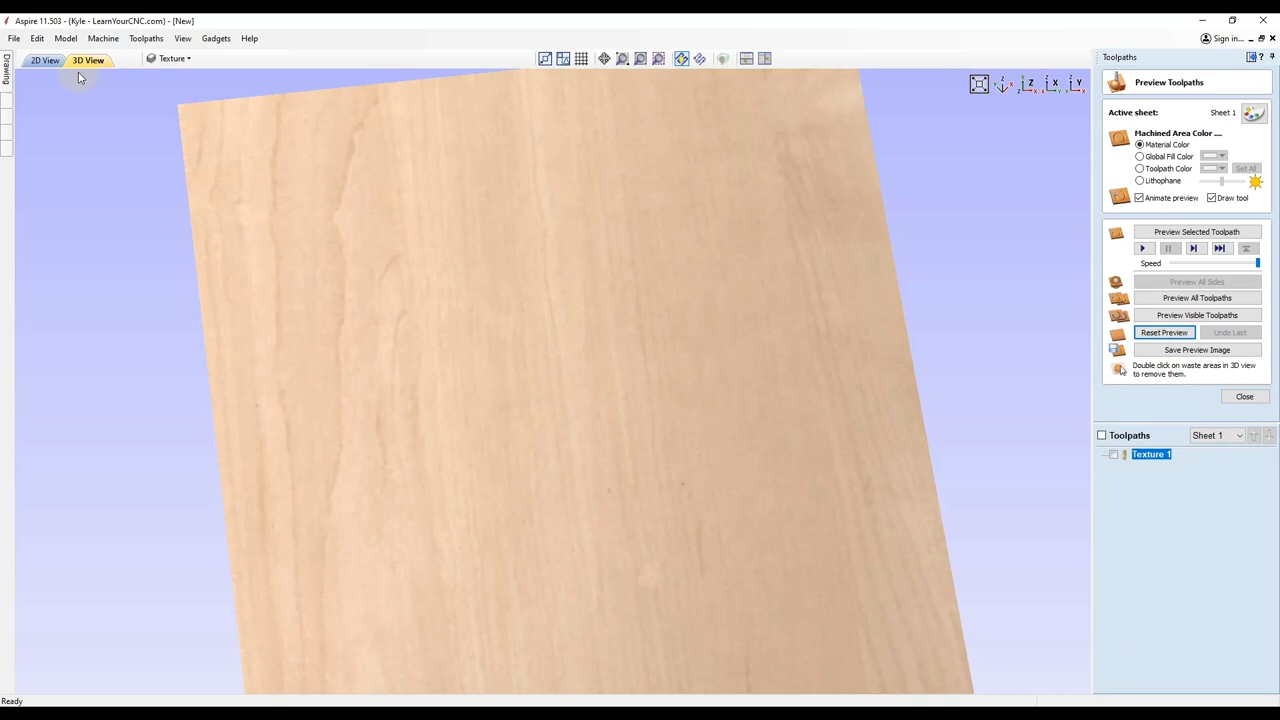 Aspire 11.503 - {Kyle - LearnYourCNC.com} - [New]
File Edit Model Machine Toolpaths View Gadgets Help
Sign in...
2D View 3D View
Texture
Drawing
Z X Y
Toolpaths
Preview Toolpaths
Active sheet: Sheet 1
Machined Area Color ....
Material Color
Global Fill Color
Toolpath Color Set All
Lithophane
Animate preview Draw tool
Preview Selected Toolpath
Speed
Preview All Sides
Preview All Toolpaths
Preview Visible Toolpaths
Reset Preview Undo Last
Save Preview Image
Double click on waste areas in 3D view
to remove them.
Close
Toolpaths Sheet 1
Texture 1
Ready